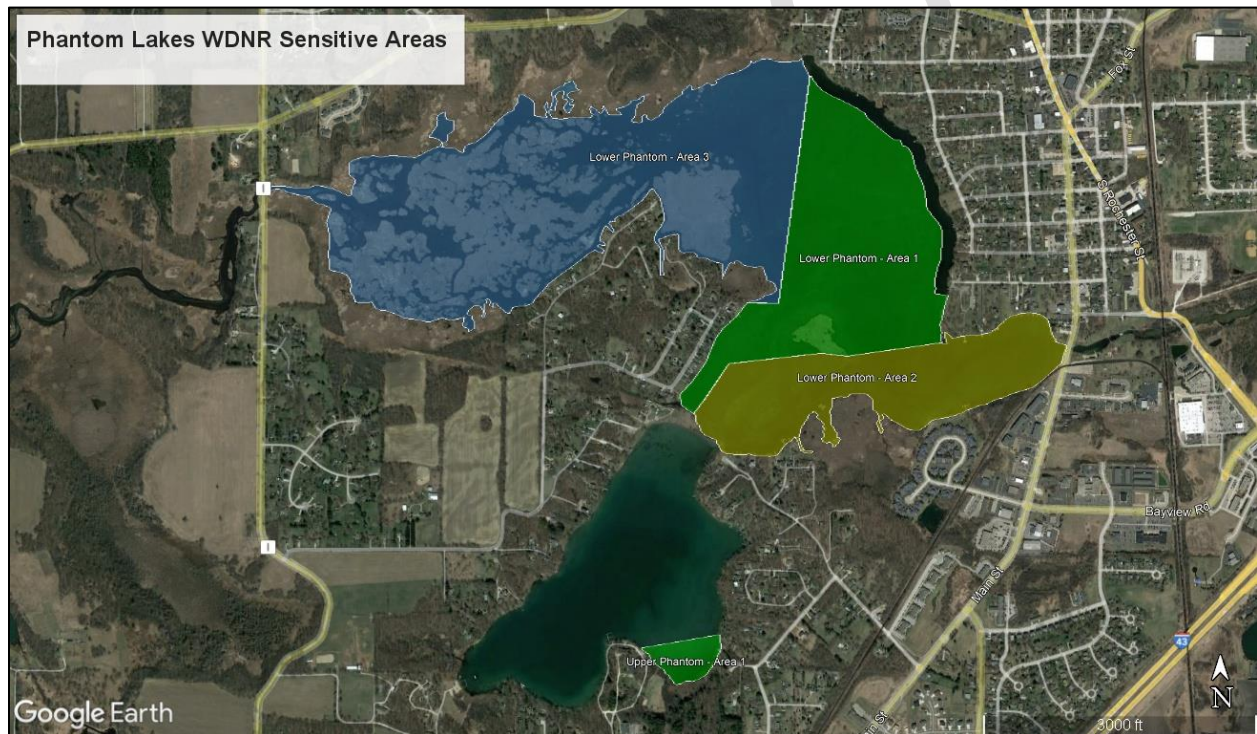 Phantom Lakes WDNR Sensitive Areas
Fox St
Lower Phantom - Area 3
I
S Rochester St
Lower Phantom - Area 1
Lower Phantom - Area 2
Bayview Rd
I
Main St
43
Upper Phantom - Area 1
N
Google Earth
3000 ft